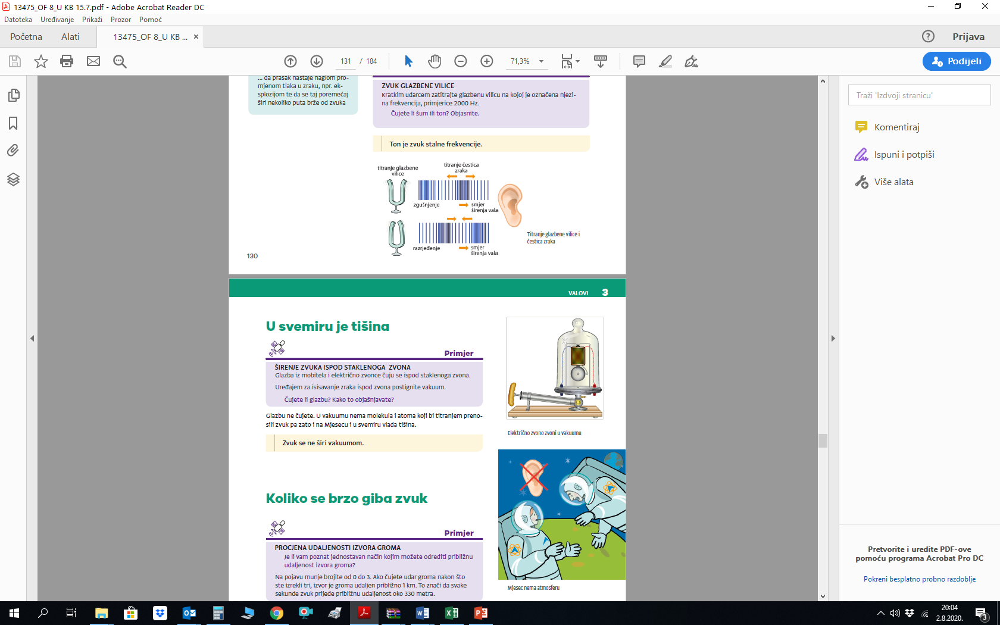 13475_OF 8_U KB 15.7.pdf - Adobe Acrobat Reader DC
Datoteka Uređivanje Prikaži Prozor Pomoć
Početna Alati 13475_OF 8_U KB ... × Prijava
131 / 184 71,3% Podijeli
... da prasak nastaje naglom pro-
mjenom tlaka u zraku, npr. ek-
splozijom te da se taj poremećaj
širi nekoliko puta brže od zvuka
ZVUK GLAZBENE VILICE
Kratkim udarcem zatitrajte glazbenu vilicu na kojoj je označena njezi-
na frekvencija, primjerice 2000 Hz.
Čujete li šum ili ton? Objasnite.
Ton je zvuk stalne frekvencije.
titranje glazbene
vilice
titranje čestica
zraka
zgušnjenje
smjer
širenja vala
razrjeđenje
smjer
širenja vala
Titranje glazbene vilice i
čestica zraka
130
VALOVI 3
U svemiru je tišina
Primjer
ŠIRENJE ZVUKA ISPOD STAKLENOGA ZVONA
Glazba iz mobitela i električno zvonce čuju se ispod staklenoga zvona.
Uređajem za isisavanje zraka ispod zvona postignite vakuum.
Čujete li glazbu? Kako to objašnjavate?
Glazbu ne čujete. U vakuumu nema molekula i atoma koji bi titranjem preno-
sili zvuk pa zato i na Mjesecu i u svemiru vlada tišina.
Zvuk se ne širi vakuumom.
Električno zvono zvoni u vakuumu
Koliko se brzo giba zvuk
Primjer
PROCJENA UDALJENOSTI IZVORA GROMA
Je li vam poznat jednostavan način kojim možete odrediti približnu
udaljenost izvora groma?
Na pojavu munje brojite od 0 do 3. Ako čujete udar groma nakon što
ste izrekli tri, izvor je groma udaljen približno 1 km. To znači da svake
sekunde zvuk prijeđe približnu udaljenost oko 330 metra.
Mjesec nema atmosferu
Traži 'Izdvoji stranicu'
Komentiraj
Ispuni i potpiši
Više alata
Pretvorite i uredite PDF-ove
pomoću programa Acrobat Pro DC
Pokreni besplatno probno razdoblje
20:04
2.8.2020.
3